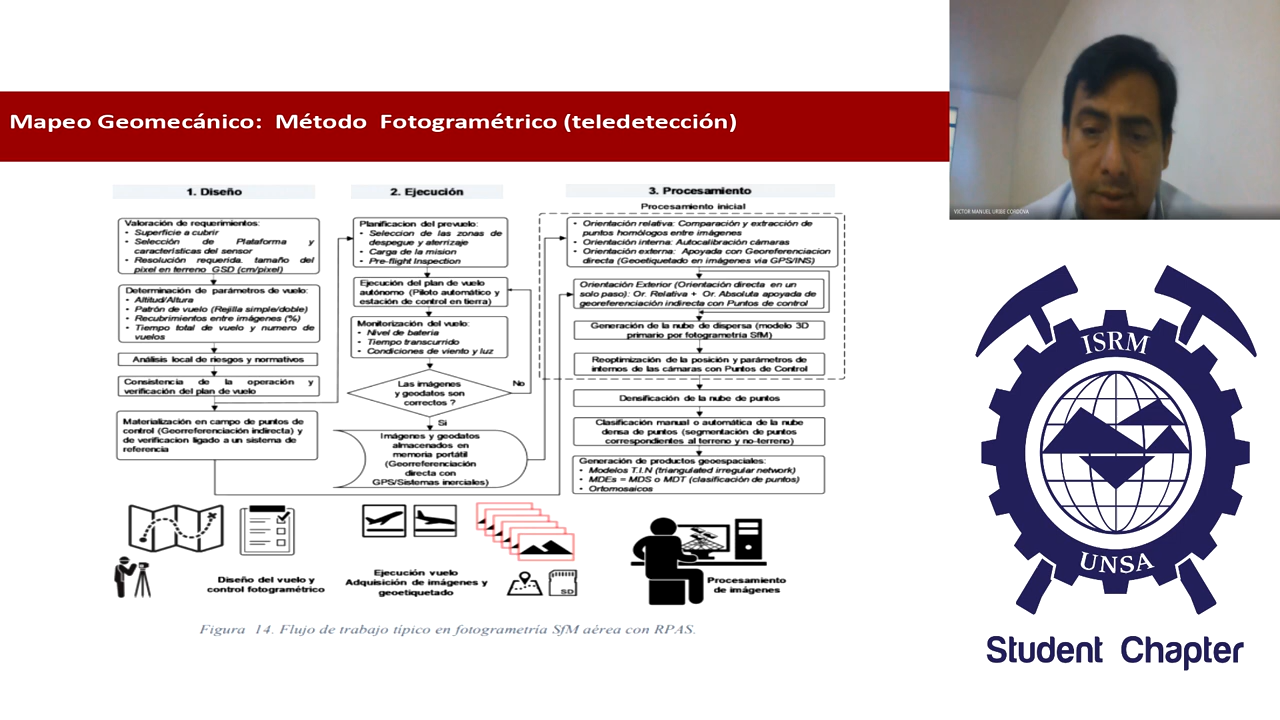 Mapeo Geomecánico: Método Fotogramétrico (teledetección)
1. Diseño
Valoración de requerimientos:
• Superficie a cubrir
• Selección de Plataforma y
características del sensor
• Resolución requerida. tamaño del
pixel en terreno GSD (cm/pixel)
Determinación de parámetros de vuelo:
• Altitud/Altura
• Patrón de vuelo (Rejilla simple/doble)
• Recubrimientos entre imágenes (%)
• Tiempo total de vuelo y numero de
vuelos
Análisis local de riesgos y normativos
Consistencia de la operación y
verificación del plan de vuelo
Materialización en campo de puntos de
control (Georreferenciación indirecta) y
de verificacion ligado a un sistema de
referencia
2. Ejecución
Planificacion del prevuelo:
• Seleccion de las zonas de
despegue y aterrizaje
• Carga de la mision
• Pre-flight Inspection
Ejecución del plan de vuelo
autónomo (Piloto automático y
estación de control en tierra)
Monitorización del vuelo:
• Nivel de batería
• Tiempo transcurrido
• Condiciones de viento y luz
Las imágenes
y geodatos son
correctos ?
No
Si
Imágenes y geodatos
almacenados en
memoria portátil
(Georreferenciación
directa con
GPS/Sistemas inerciales)
3. Procesamiento
Procesamiento inicial
• Orientación relativa: Comparación y extracción de
puntos homólogos entre imágenes
• Orientación interna: Autocalibración cámaras
• Orientación externa: Apoyada con Georeferenciacion
directa (Geoetiquetado en imágenes via GPS/INS)
Orientación Exterior (Orientación directa en un
solo paso): Or. Relativa + Or. Absoluta apoyada de
georeferenciación indirecta con Puntos de control
Generación de la nube de dispersa (modelo 3D
primario por fotogrametría SfM)
Reoptimización de la posición y parámetros de
internos de las cámaras con Puntos de Control
Densificación de la nube de puntos
Clasificación manual o automática de la nube
densa de puntos (segmentación de puntos
correspondientes al terreno y no-terreno)
Generación de productos geoespaciales:
• Modelos T.I.N (triangulated irregular network)
• MDEs = MDS o MDT (clasificación de puntos)
• Ortomosaicos
Diseño del vuelo y
control fotogramétrico
Ejecución vuelo
Adquisición de imágenes y
geoetiquetado
SD
Procesamiento
de imágenes
Figura 14. Flujo de trabajo típico en fotogrametría SfM aérea con RPAS.
VICTOR MANUEL URIBE CORDOVA
ISRM
UNSA
Student Chapter